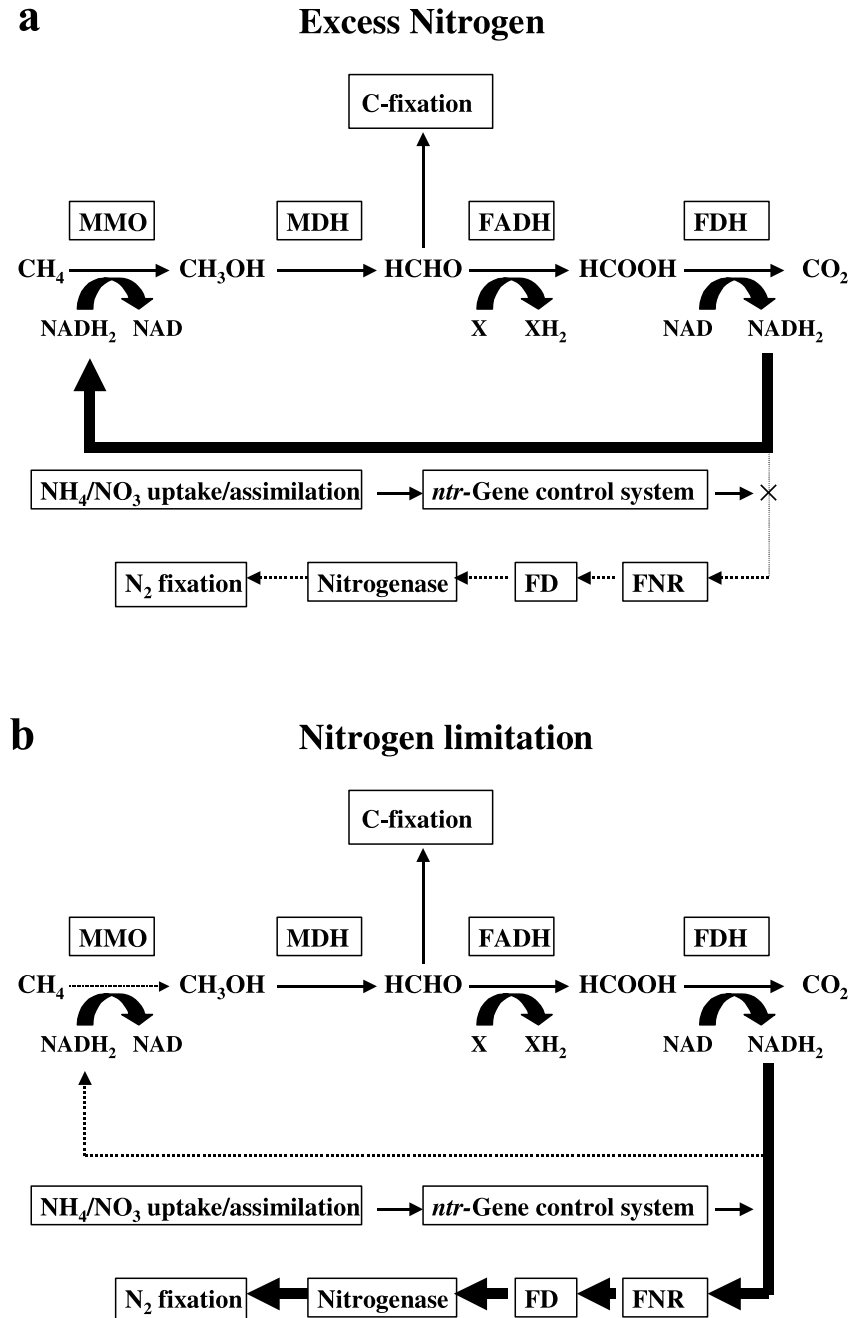 a
Excess Nitrogen
C-fixation
MMO MDH FADH FDH
CH₄ CH₃OH HCHO HCOOH CO₂
NADH₂ NAD X XH₂ NAD NADH₂
NH₄/NO₃ uptake/assimilation ntr-Gene control system ×
N₂ fixation Nitrogenase FD FNR
b
Nitrogen limitation
C-fixation
MMO MDH FADH FDH
CH₄ CH₃OH HCHO HCOOH CO₂
NADH₂ NAD X XH₂ NAD NADH₂
NH₄/NO₃ uptake/assimilation ntr-Gene control system
N₂ fixation Nitrogenase FD FNR